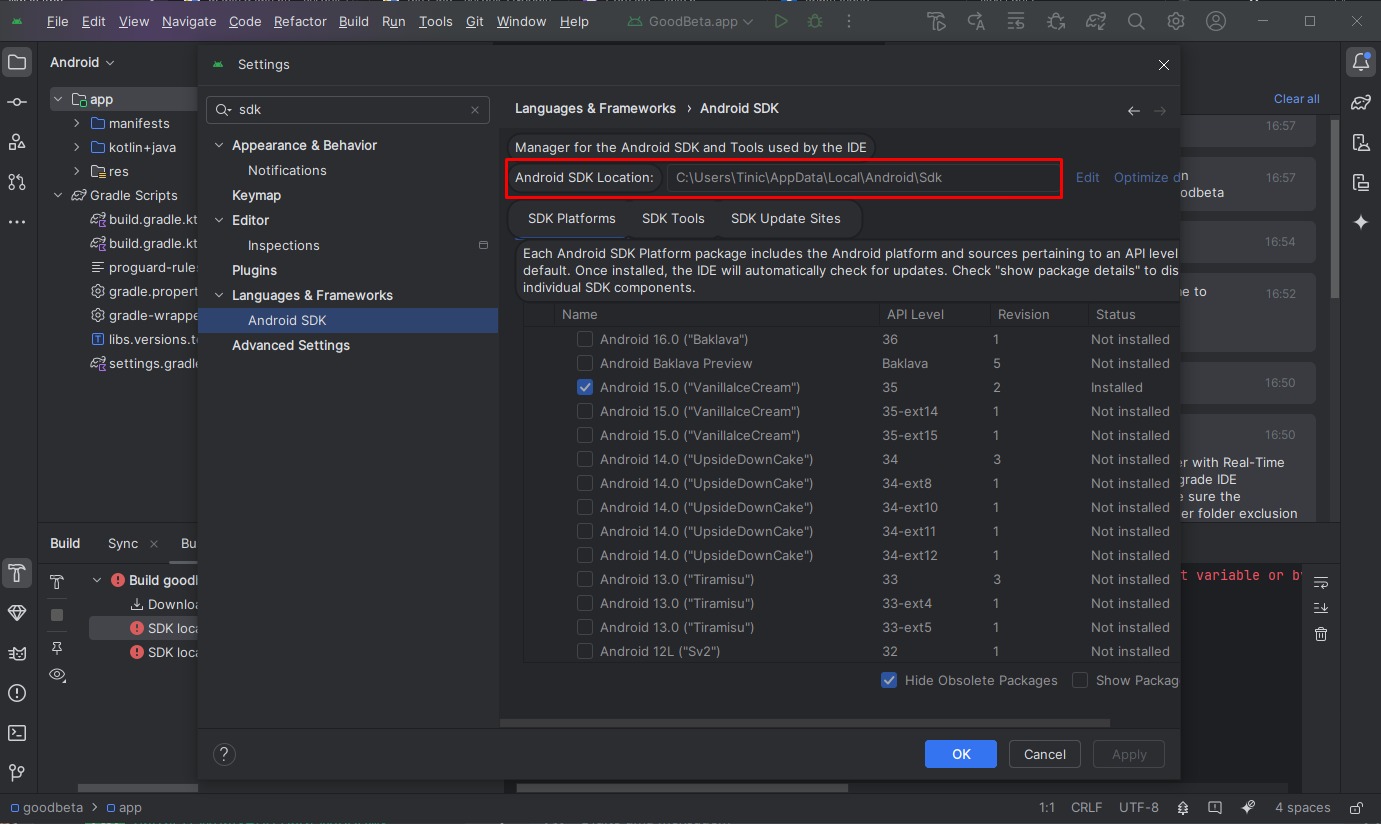 File Edit View Navigate Code Refactor Build Run Tools Git Window Help GoodBeta.app
Android
app
manifests
kotlin+java
res
Gradle Scripts
build.gradle.kt
build.gradle.kt
proguard-rules
gradle.propert
gradle-wrappe
libs.versions.to
settings.gradle
Settings
sdk
Appearance & Behavior
Notifications
Keymap
Editor
Inspections
Plugins
Languages & Frameworks
Android SDK
Advanced Settings
Languages & Frameworks › Android SDK
Manager for the Android SDK and Tools used by the IDE
Android SDK Location: C:\Users\Tinic\AppData\Local\Android\Sdk Edit Optimize d
SDK Platforms SDK Tools SDK Update Sites
Each Android SDK Platform package includes the Android platform and sources pertaining to an API level
default. Once installed, the IDE will automatically check for updates. Check "show package details" to dis
individual SDK components.
Name API Level Revision Status
Android 16.0 ("Baklava") 36 1 Not installed
Android Baklava Preview Baklava 5 Not installed
Android 15.0 ("VanillaIceCream") 35 2 Installed
Android 15.0 ("VanillaIceCream") 35-ext14 1 Not installed
Android 15.0 ("VanillaIceCream") 35-ext15 1 Not installed
Android 14.0 ("UpsideDownCake") 34 3 Not installed
Android 14.0 ("UpsideDownCake") 34-ext8 1 Not installed
Android 14.0 ("UpsideDownCake") 34-ext10 1 Not installed
Android 14.0 ("UpsideDownCake") 34-ext11 1 Not installed
Android 14.0 ("UpsideDownCake") 34-ext12 1 Not installed
Android 13.0 ("Tiramisu") 33 3 Not installed
Android 13.0 ("Tiramisu") 33-ext4 1 Not installed
Android 13.0 ("Tiramisu") 33-ext5 1 Not installed
Android 12L ("Sv2") 32 1 Not installed
Hide Obsolete Packages Show Packag
? OK Cancel Apply
Clear all
16:57
n 16:57
odbeta
16:54
e to 16:52
16:50
16:50
er with Real-Time
grade IDE
e sure the
er folder exclusion
Build Sync Bu
Build goodl
Downloa
SDK loca
SDK loca
t variable or by
goodbeta › app 1:1 CRLF UTF-8 4 spaces